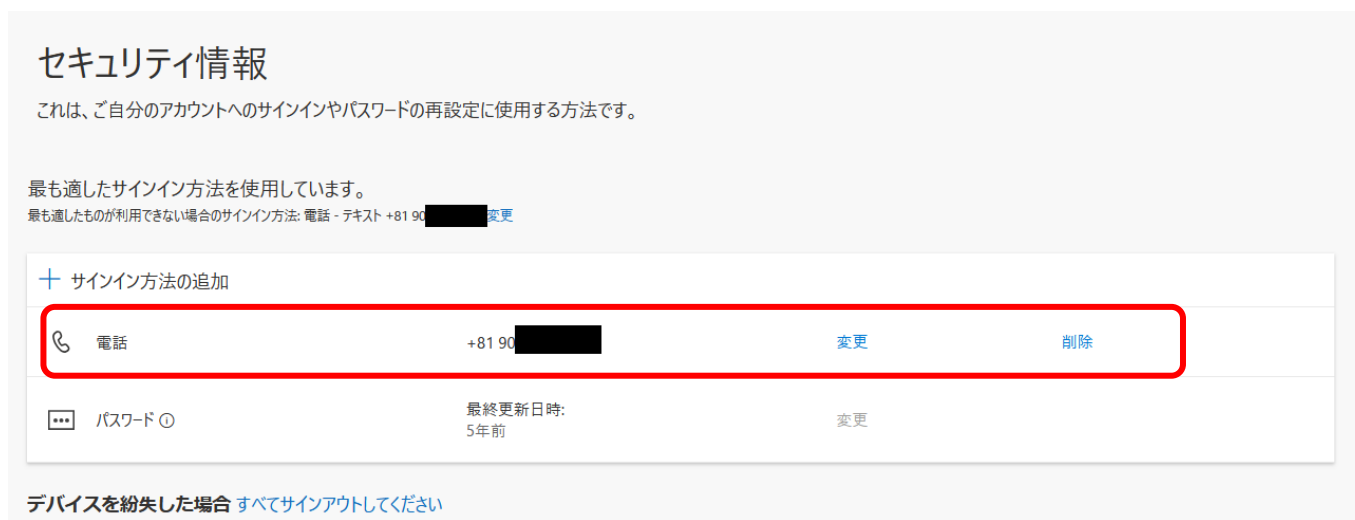 セキュリティ情報
これは、ご自分のアカウントへのサインインやパスワードの再設定に使用する方法です。
最も適したサインイン方法を使用しています。
最も適したものが利用できない場合のサインイン方法: 電話 - テキスト +81 90 変更
サインイン方法の追加
電話 +81 90 変更 削除
パスワード 最終更新日時: 変更
5年前
デバイスを紛失した場合 すべてサインアウトしてください